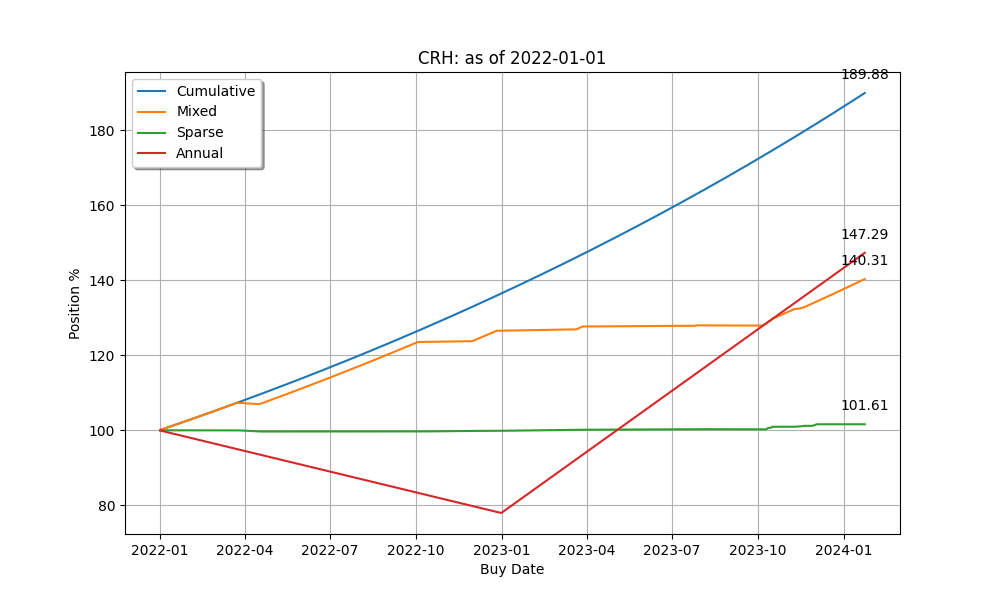 CRH: as of 2022-01-01
Cumulative
Mixed
Sparse
Annual
189.88
147.29
140.31
101.61
180
160
140
120
100
80
Position %
2022-01 2022-04 2022-07 2022-10 2023-01 2023-04 2023-07 2023-10 2024-01
Buy Date